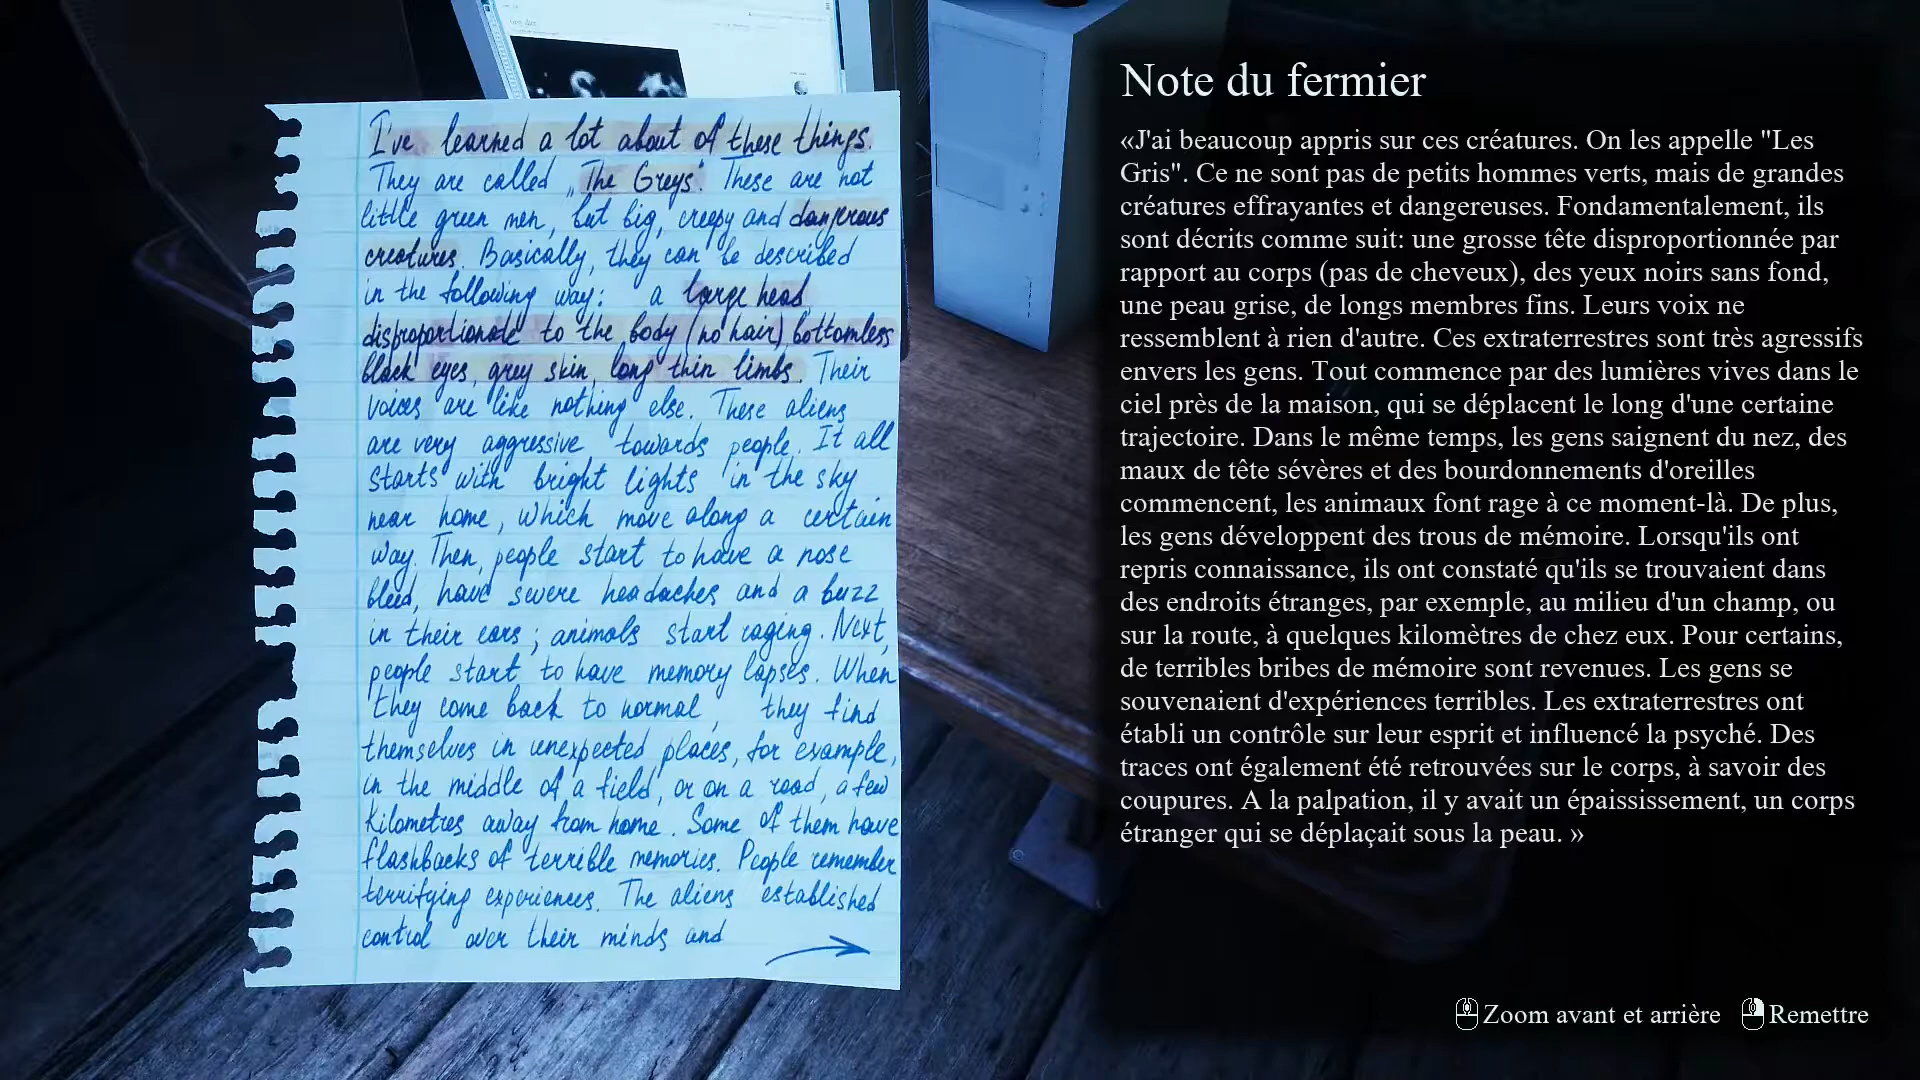 I've learned a lot about of these things.
They are called „The Greys". These are not
little green men, but big, creepy and dangerous
creatures. Basically, they can be described
in the following way: a large head
disproportionate to the body (no hair), bottomless
black eyes, grey skin, long thin limbs. Their
voices are like nothing else. These aliens
are very aggressive towards people. It all
starts with bright lights in the sky
near home, which move along a certain
way. Then, people start to have a nose
bleed, have severe headaches and a buzz
in their ears; animals start raging. Next,
people start to have memory lapses. When
they come back to normal, they find
themselves in unexpected places, for example,
in the middle of a field, or on a road, a few
kilometres away from home. Some of them have
flashbacks of terrible memories. People remember
terrifying experiences. The aliens established
control over their minds and
Note du fermier
«J'ai beaucoup appris sur ces créatures. On les appelle "Les
Gris". Ce ne sont pas de petits hommes verts, mais de grandes
créatures effrayantes et dangereuses. Fondamentalement, ils
sont décrits comme suit: une grosse tête disproportionnée par
rapport au corps (pas de cheveux), des yeux noirs sans fond,
une peau grise, de longs membres fins. Leurs voix ne
ressemblent à rien d'autre. Ces extraterrestres sont très agressifs
envers les gens. Tout commence par des lumières vives dans le
ciel près de la maison, qui se déplacent le long d'une certaine
trajectoire. Dans le même temps, les gens saignent du nez, des
maux de tête sévères et des bourdonnements d'oreilles
commencent, les animaux font rage à ce moment-là. De plus,
les gens développent des trous de mémoire. Lorsqu'ils ont
repris connaissance, ils ont constaté qu'ils se trouvaient dans
des endroits étranges, par exemple, au milieu d'un champ, ou
sur la route, à quelques kilomètres de chez eux. Pour certains,
de terribles bribes de mémoire sont revenues. Les gens se
souvenaient d'expériences terribles. Les extraterrestres ont
établi un contrôle sur leur esprit et influencé la psyché. Des
traces ont également été retrouvées sur le corps, à savoir des
coupures. A la palpation, il y avait un épaississement, un corps
étranger qui se déplaçait sous la peau. »
Zoom avant et arrière Remettre